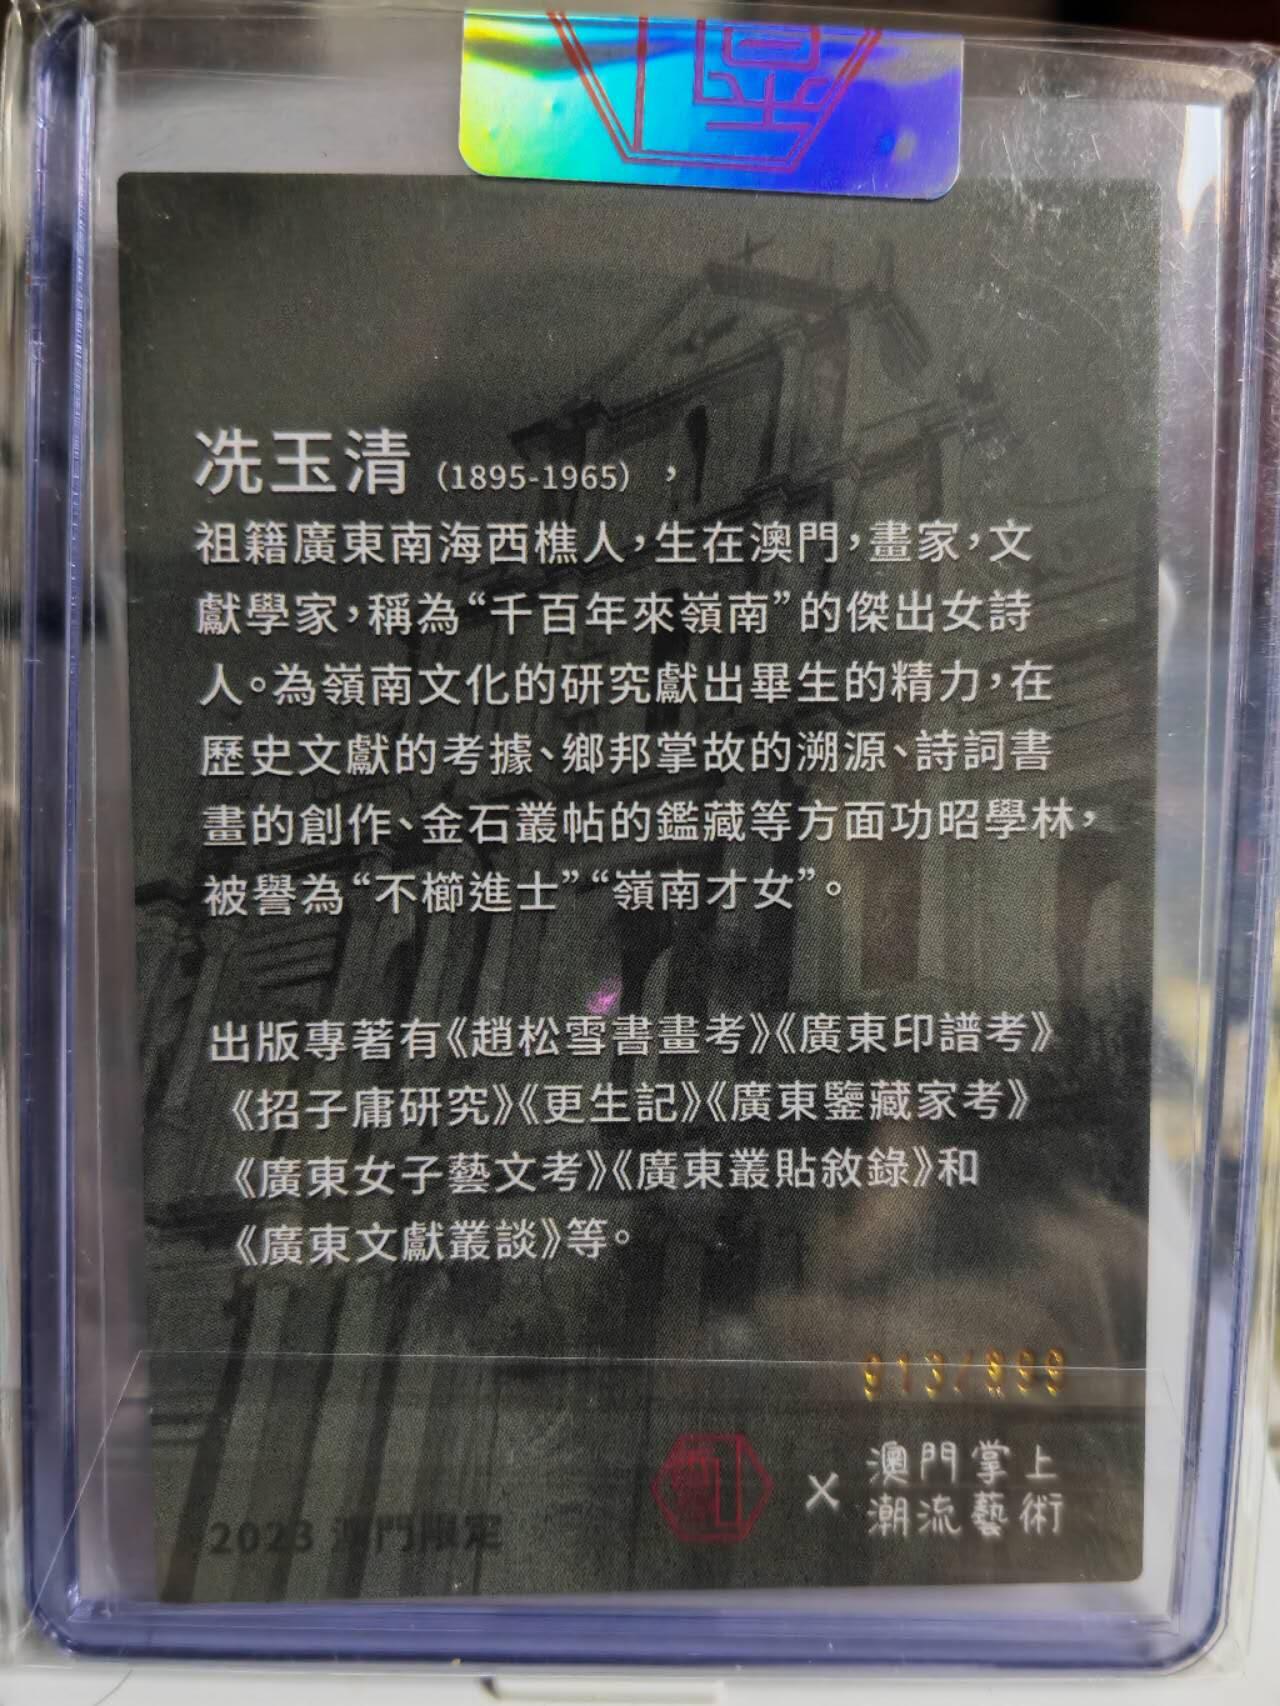 冼玉清（1895-1965），
祖籍廣東南海西樵人，生在澳門，畫家，文
獻學家，稱為“千百年來嶺南”的傑出女詩
人。為嶺南文化的研究獻出畢生的精力，在
歷史文獻的考據、鄉邦掌故的溯源、詩詞書
畫的創作、金石叢帖的鑑藏等方面功昭學林，
被譽為“不櫛進士”“嶺南才女”。
出版專著有《趙松雪書畫考》《廣東印譜考》
《招子庸研究》《更生記》《廣東鑒藏家考》
《廣東女子藝文考》《廣東叢貼敘錄》和
《廣東文獻叢談》等。
913/999
× 澳門掌上
潮流藝術
2023 澳門限定